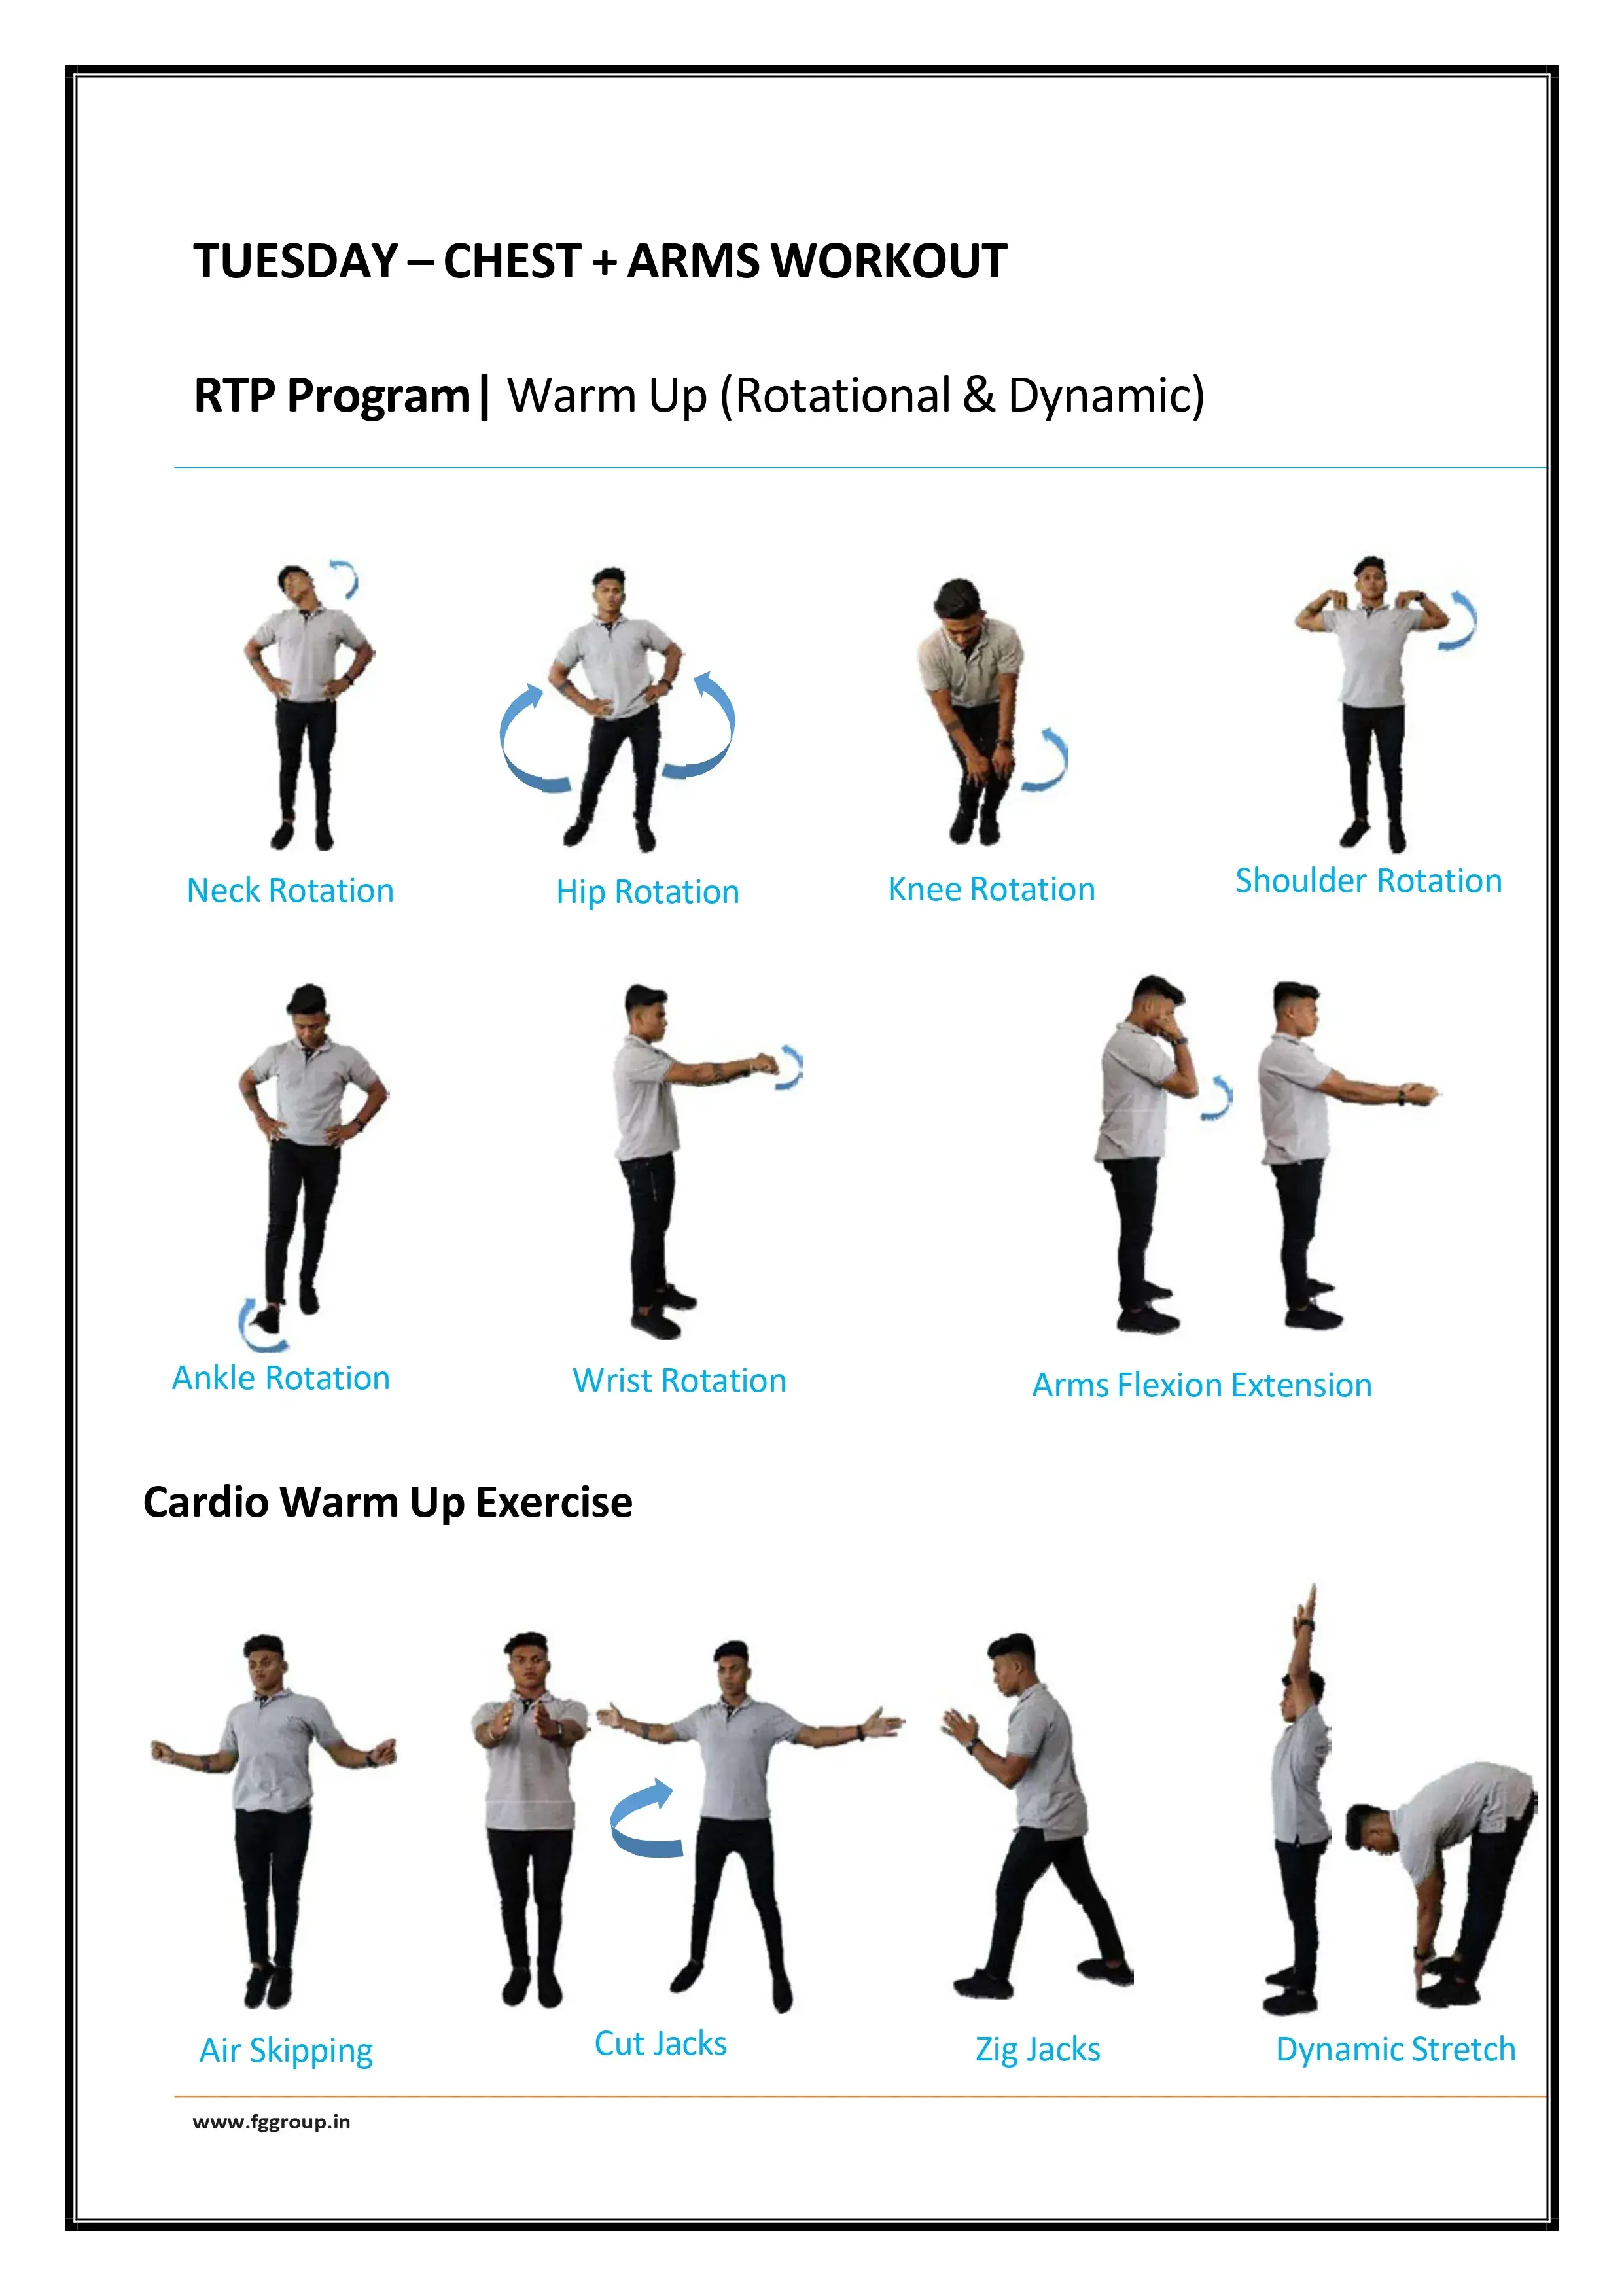 TUESDAY – CHEST + ARMS WORKOUT
RTP Program| Warm Up (Rotational & Dynamic)
Neck Rotation
Hip Rotation
Knee Rotation
Shoulder Rotation
Ankle Rotation
Wrist Rotation
Arms Flexion Extension
Cardio Warm Up Exercise
Air Skipping
Cut Jacks
Zig Jacks
Dynamic Stretch
www.fggroup.in